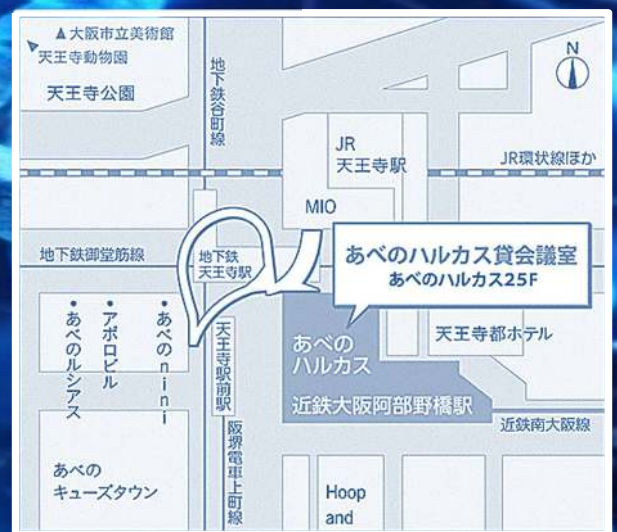 ▲大阪市立美術館
天王寺動物園
天王寺公園
地下鉄谷町線
N
JR
天王寺駅
JR環状線ほか
MIO
地下鉄御堂筋線
地下鉄
天王寺駅
あべのハルカス貸会議室
あべのハルカス25F
・あべのルシアス
・アポロビル
・あべのnini
天王寺駅前駅
あべの
ハルカス
天王寺都ホテル
近鉄大阪阿部野橋駅
近鉄南大阪線
阪堺電車上町線
あべの
キューズタウン
Hoop
and